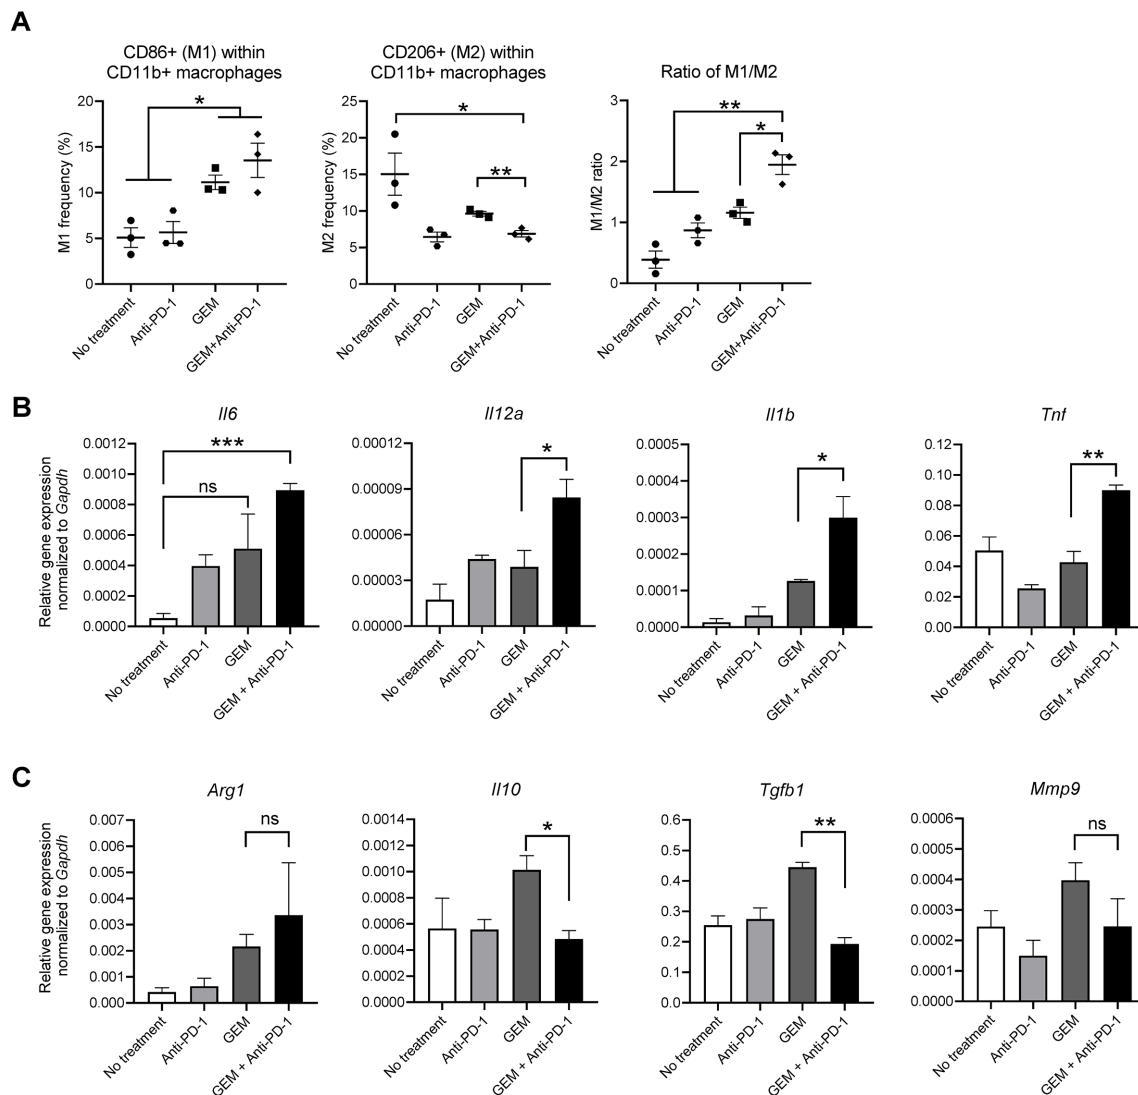 A
CD86+ (M1) within
CD11b+ macrophages
M1 frequency (%)
20
15
10
5
0
*
No treatment
Anti-PD-1
GEM
GEM+Anti-PD-1
CD206+ (M2) within
CD11b+ macrophages
M2 frequency (%)
25
20
15
10
5
0
*
**
No treatment
Anti-PD-1
GEM
GEM+Anti-PD-1
Ratio of M1/M2
M1/M2 ratio
3
2
1
0
**
*
No treatment
Anti-PD-1
GEM
GEM+Anti-PD-1
B
Relative gene expression
normalized to Gapdh
Il6
0.0012
0.0010
0.0008
0.0006
0.0004
0.0002
0.0000
***
ns
No treatment
Anti-PD-1
GEM
GEM + Anti-PD-1
Il12a
0.00012
0.00009
0.00006
0.00003
0.00000
*
No treatment
Anti-PD-1
GEM
GEM + Anti-PD-1
Il1b
0.0005
0.0004
0.0003
0.0002
0.0001
0.0000
*
No treatment
Anti-PD-1
GEM
GEM + Anti-PD-1
Tnf
0.12
0.10
0.08
0.06
0.04
0.02
0.00
**
No treatment
Anti-PD-1
GEM
GEM + Anti-PD-1
C
Relative gene expression
normalized to Gapdh
Arg1
0.007
0.006
0.005
0.004
0.003
0.002
0.001
0.000
ns
No treatment
Anti-PD-1
GEM
GEM + Anti-PD-1
Il10
0.0014
0.0012
0.0010
0.0008
0.0006
0.0004
0.0002
0.0000
*
No treatment
Anti-PD-1
GEM
GEM + Anti-PD-1
Tgfb1
0.6
0.5
0.4
0.3
0.2
0.1
0.0
**
No treatment
Anti-PD-1
GEM
GEM + Anti-PD-1
Mmp9
0.0006
0.0005
0.0004
0.0003
0.0002
0.0001
0.0000
ns
No treatment
Anti-PD-1
GEM
GEM + Anti-PD-1